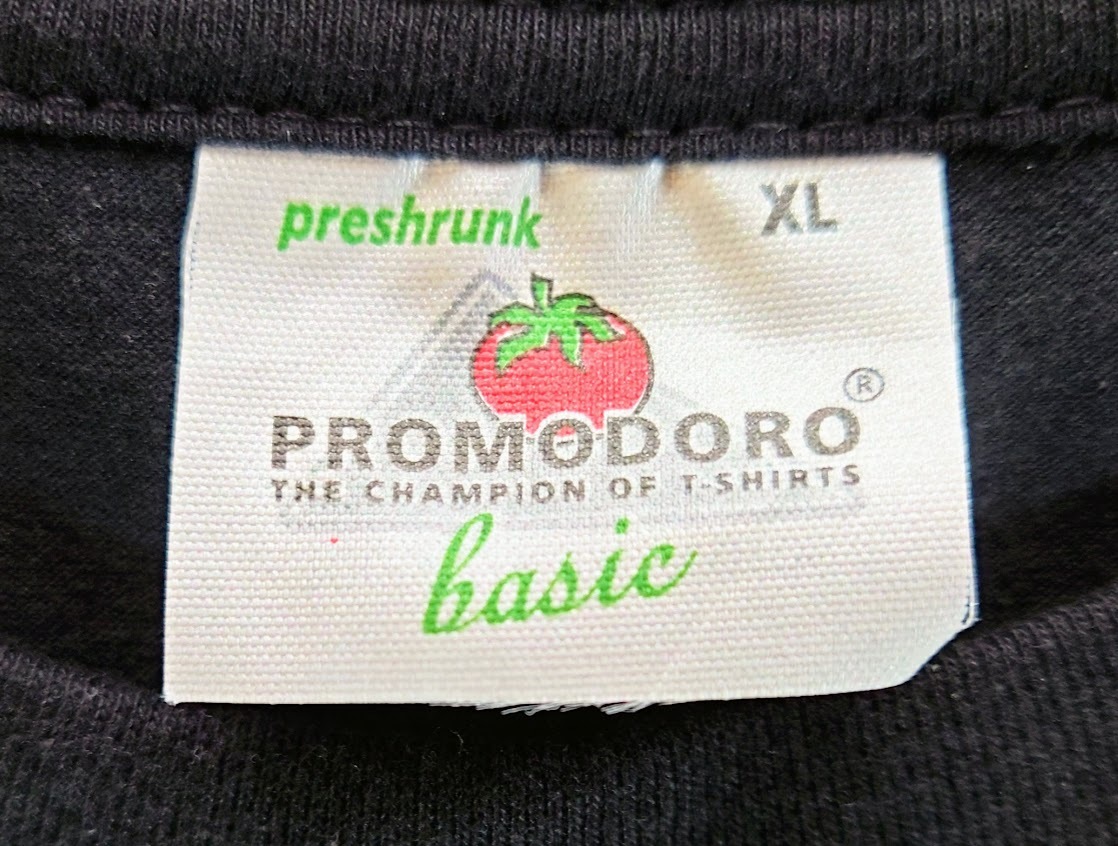 preshrunk XL
PROMODORO ®
THE CHAMPION OF T-SHIRTS
basic